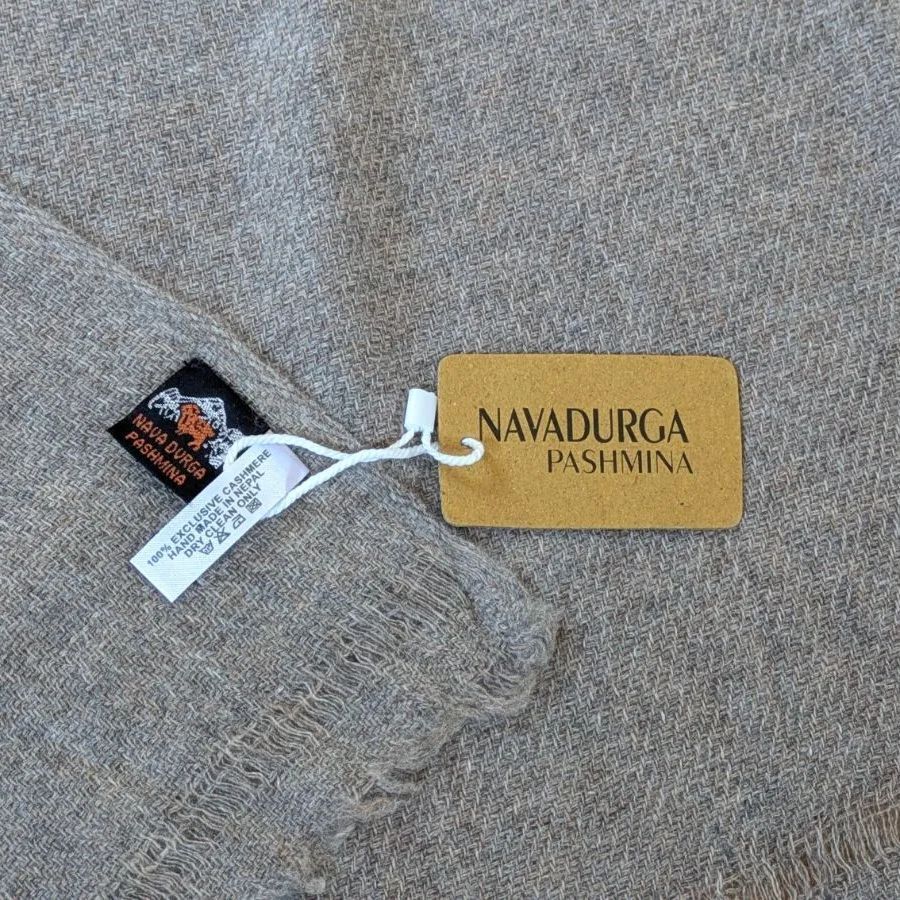 NAVA DURGA
PASHMINA
100% EXCLUSIVE CASHMERE
HAND MADE IN NEPAL
DRY CLEAN ONLY
NAVADURGA
PASHMINA